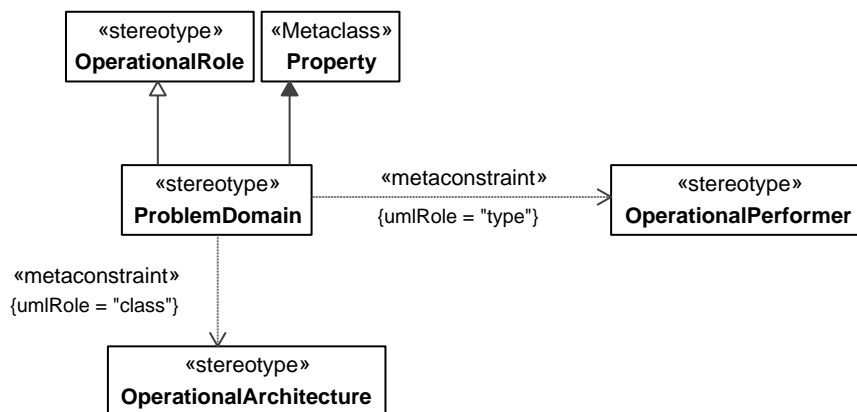 «stereotype»
OperationalRole
«Metaclass»
Property
«stereotype»
ProblemDomain
«metaconstraint»
{umlRole = "type"}
«stereotype»
OperationalPerformer
«metaconstraint»
{umlRole = "class"}
«stereotype»
OperationalArchitecture